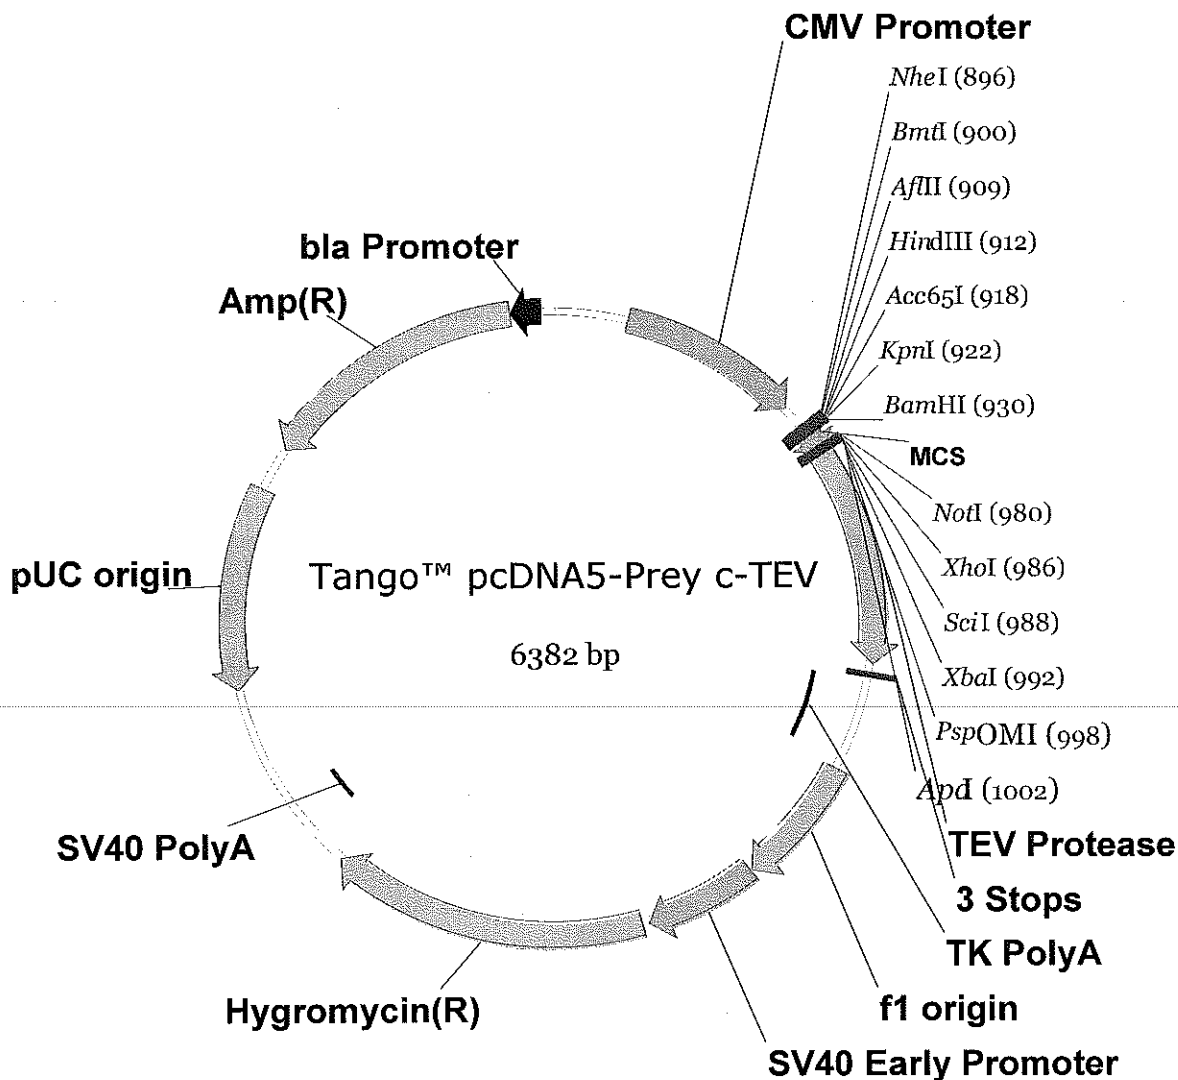 CMV Promoter
NheI (896)
BmtI (900)
AflII (909)
HindIII (912)
Acc65I (918)
KpnI (922)
BamHI (930)
MCS
NotI (980)
XhoI (986)
SciI (988)
XbaI (992)
PspOMI (998)
ApaI (1002)
TEV Protease
3 Stops
TK PolyA
f1 origin
SV40 Early Promoter
Hygromycin(R)
SV40 PolyA
pUC origin
Amp(R)
bla Promoter
Tango™ pcDNA5-Prey c-TEV
6382 bp